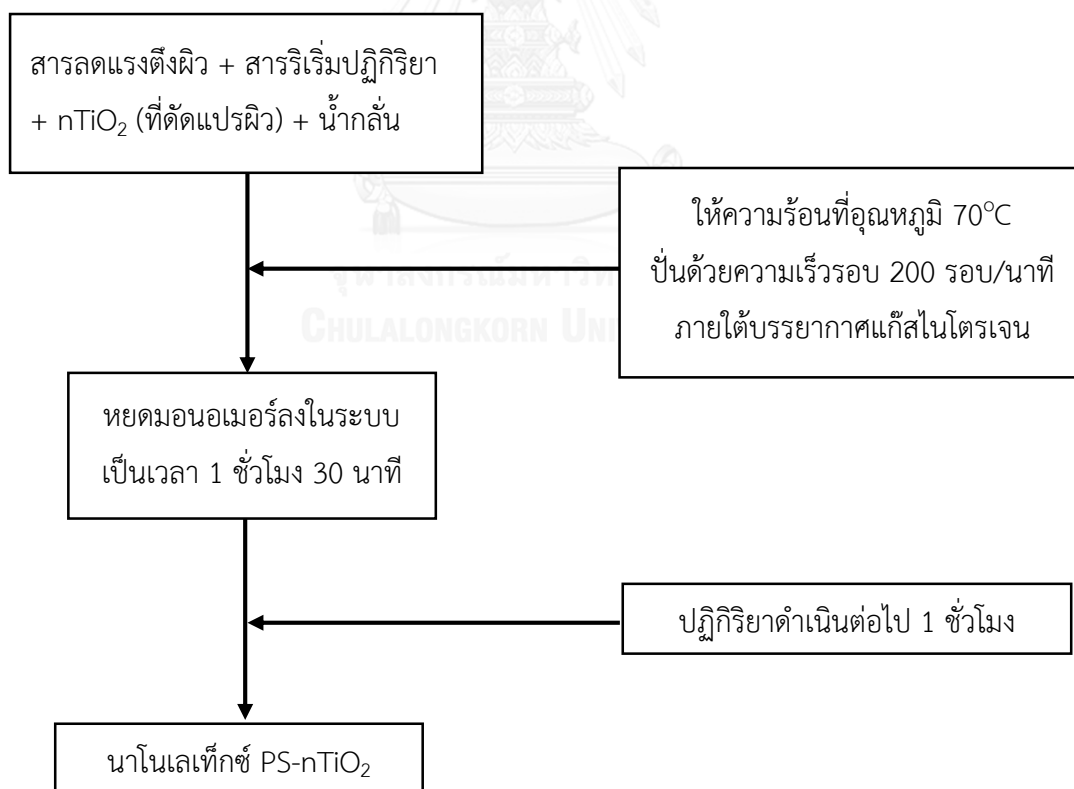 สารลดแรงตึงผิว + สารริเริ่มปฏิกิริยา
+ nTiO₂ (ที่ดัดแปรผิว) + น้ำกลั่น
ให้ความร้อนที่อุณหภูมิ 70°C
ปั่นด้วยความเร็วรอบ 200 รอบ/นาที
ภายใต้บรรยากาศแก๊สไนโตรเจน
CHULALONGKORN UNI
หยดมอนอเมอร์ลงในระบบ
เป็นเวลา 1 ชั่วโมง 30 นาที
ปฏิกิริยาดำเนินต่อไป 1 ชั่วโมง
นาโนเลเท็กซ์ PS-nTiO₂